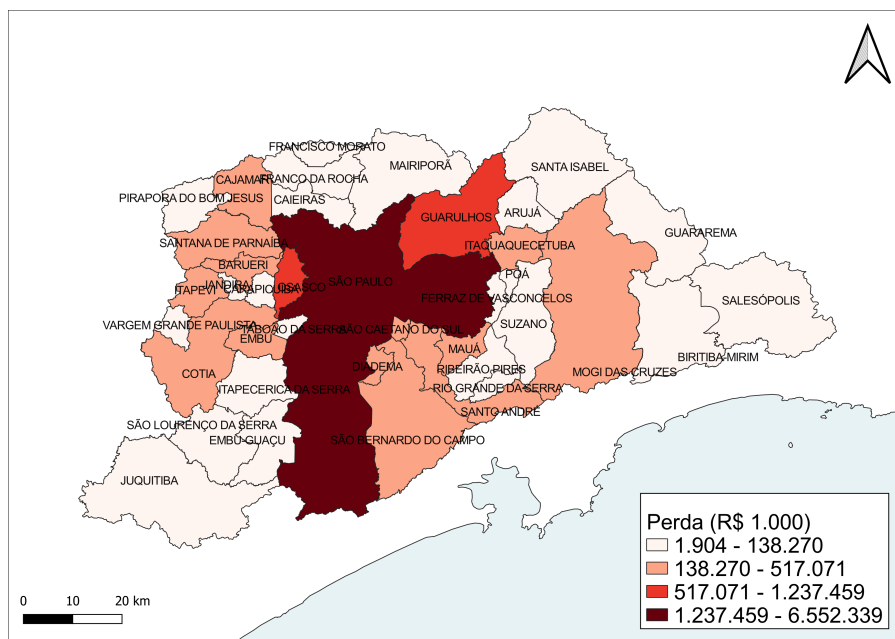 FRANCISCO MORATO
MAIRIPORÃ
SANTA ISABEL
CAJAMAR
FRANCO DA ROCHA
PIRAPORA DO BOM JESUS
CAIEIRAS
GUARULHOS
ARUJÁ
GUARAREMA
SANTANA DE PARNAÍBA
ITAQUAQUECETUBA
BARUERI
POÁ
JANDIRA
ITAPEVI
CARAPICUÍBA
OSASCO
SÃO PAULO
FERRAZ DE VASCONCELOS
SALESÓPOLIS
VARGEM GRANDE PAULISTA
TABOÃO DA SERRA
SÃO CAETANO DO SUL
SUZANO
EMBU
MAUÁ
BIRITIBA-MIRIM
COTIA
DIADEMA
RIBEIRÃO PIRES
MOGI DAS CRUZES
ITAPECERICA DA SERRA
RIO GRANDE DA SERRA
SANTO ANDRÉ
SÃO LOURENÇO DA SERRA
EMBU-GUAÇU
SÃO BERNARDO DO CAMPO
JUQUITIBA
Perda (R$ 1.000)
1.904 - 138.270
138.270 - 517.071
517.071 - 1.237.459
1.237.459 - 6.552.339
0 10 20 km